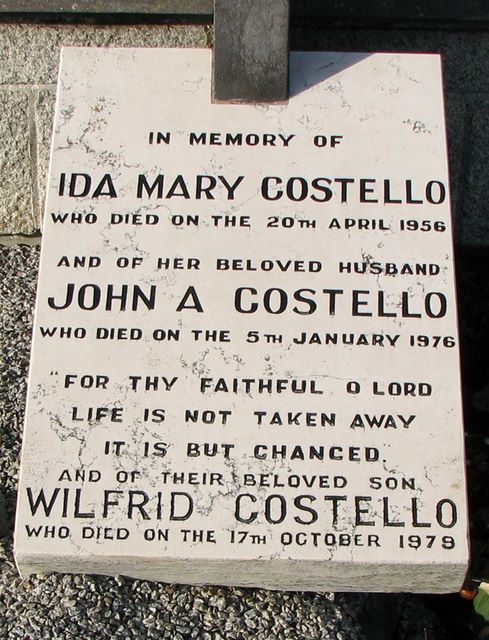 IN MEMORY OF
IDA MARY COSTELLO
WHO DIED ON THE 20TH APRIL 1956
AND OF HER BELOVED HUSBAND
JOHN A COSTELLO
WHO DIED ON THE 5TH JANUARY 1976
"FOR THY FAITHFUL O LORD
LIFE IS NOT TAKEN AWAY
IT IS BUT CHANGED."
AND OF THEIR BELOVED SON
WILFRID COSTELLO
WHO DIED ON THE 17TH OCTOBER 1979